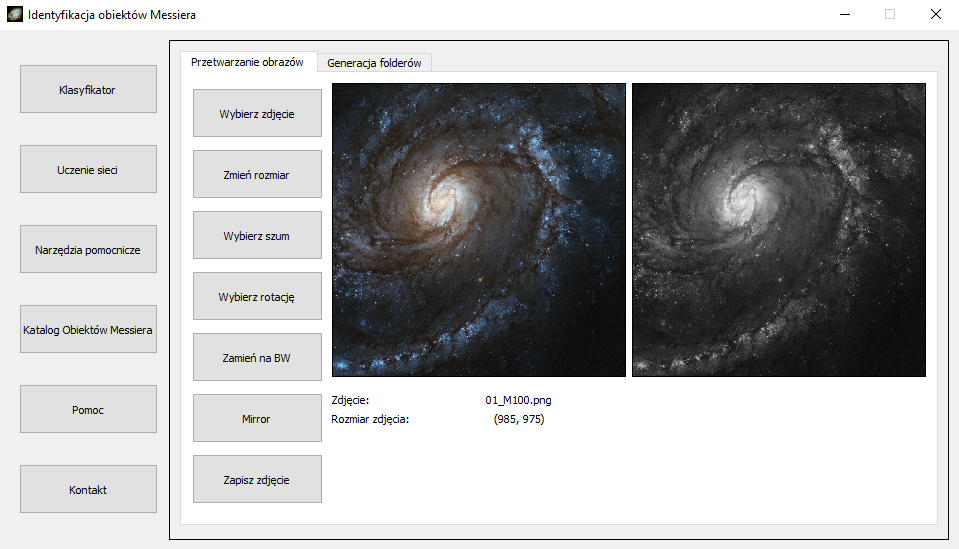 Identyfikacja obiektów Messiera
Klasyfikator
Uczenie sieci
Narzędzia pomocnicze
Katalog Obiektów Messiera
Pomoc
Kontakt
Przetwarzanie obrazów
Generacja folderów
Wybierz zdjęcie
Zmień rozmiar
Wybierz szum
Wybierz rotację
Zamień na BW
Mirror
Zapisz zdjęcie
Zdjęcie: 01_M100.png
Rozmiar zdjęcia: (985, 975)